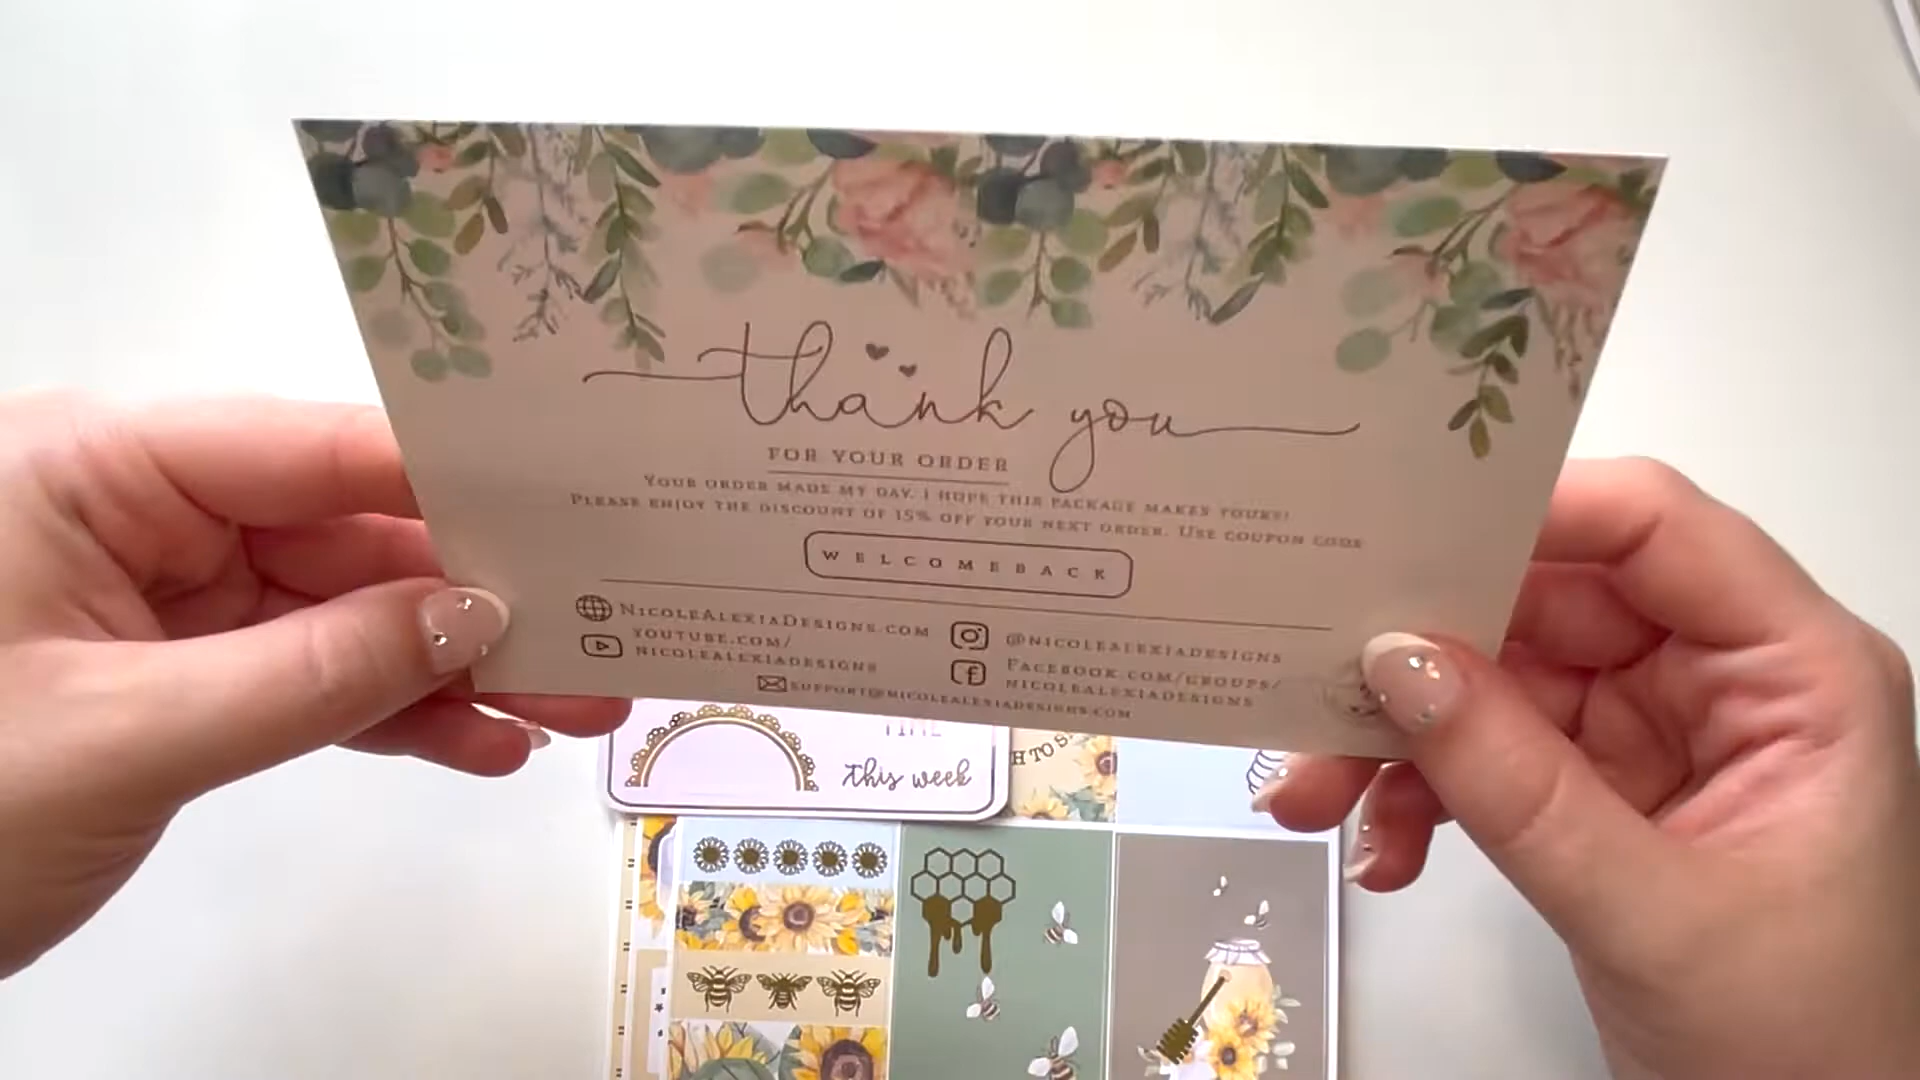 thank you
FOR YOUR ORDER
YOUR ORDER MADE MY DAY. I HOPE THIS PACKAGE MAKES YOURS!
PLEASE ENJOY THE DISCOUNT OF 15% OFF YOUR NEXT ORDER. USE COUPON CODE
WELCOMEBACK
NICOLEALEXIADESIGNS.COM
YOUTUBE.COM/
NICOLEALEXIADESIGNS
@NICOLEALEXIADESIGNS
FACEBOOK.COM/GROUPS/
NICOLEALEXIADESIGNS
SUPPORT@NICOLEALEXIADESIGNS.COM
TIME
this week
TO